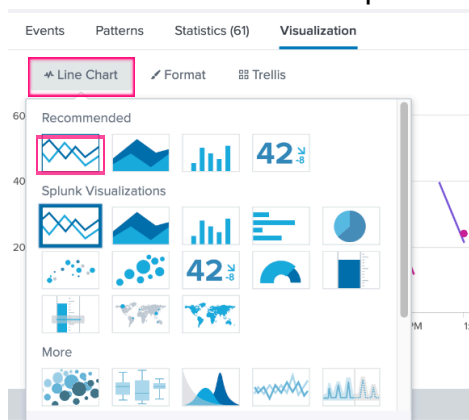 Events Patterns Statistics (61) Visualization
Line Chart Format Trellis
60
Recommended
42 -8
40
Splunk Visualizations
20
42 -8
PM
More